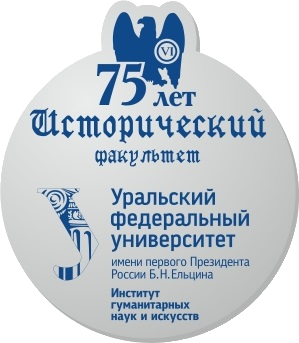 VI
75 лет
Исторический
факультет
Уральский
федеральный
университет
имени первого Президента
России Б.Н.Ельцина
Институт
гуманитарных
наук и искусств